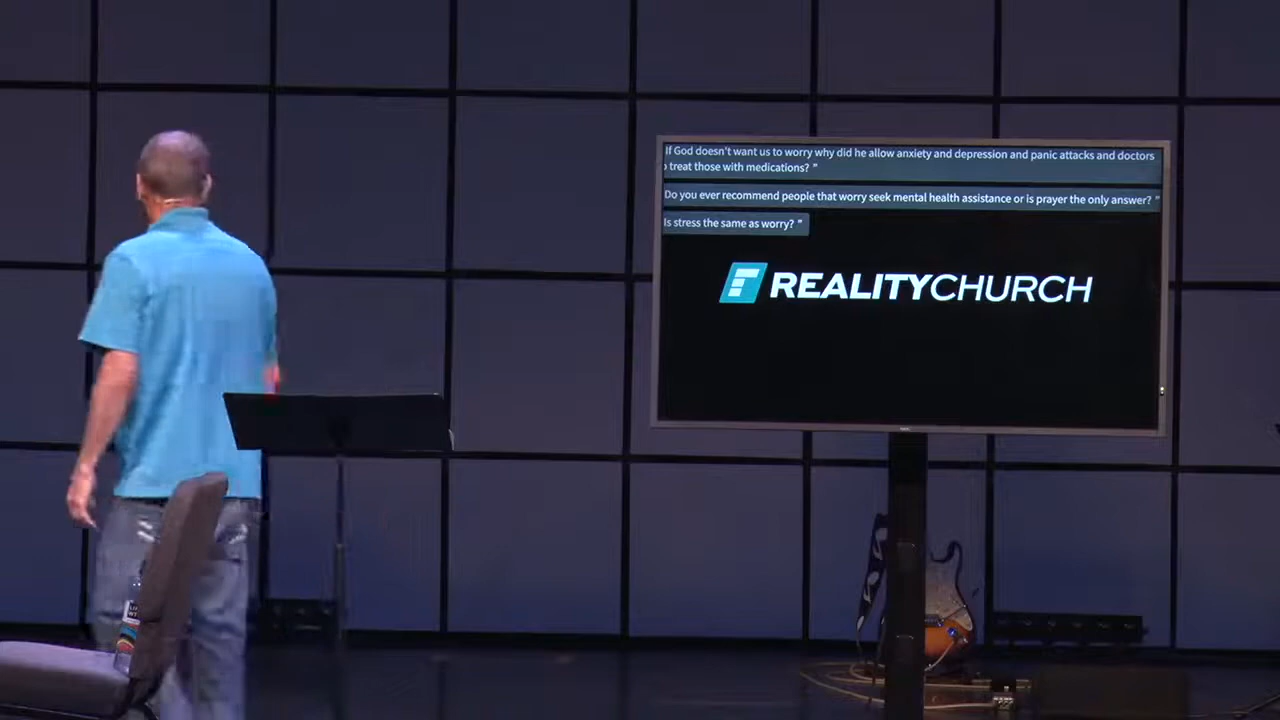 If God doesn't want us to worry why did he allow anxiety and depression and panic attacks and doctors
o treat those with medications? "
Do you ever recommend people that worry seek mental health assistance or is prayer the only answer? "
Is stress the same as worry? "
REALITYCHURCH